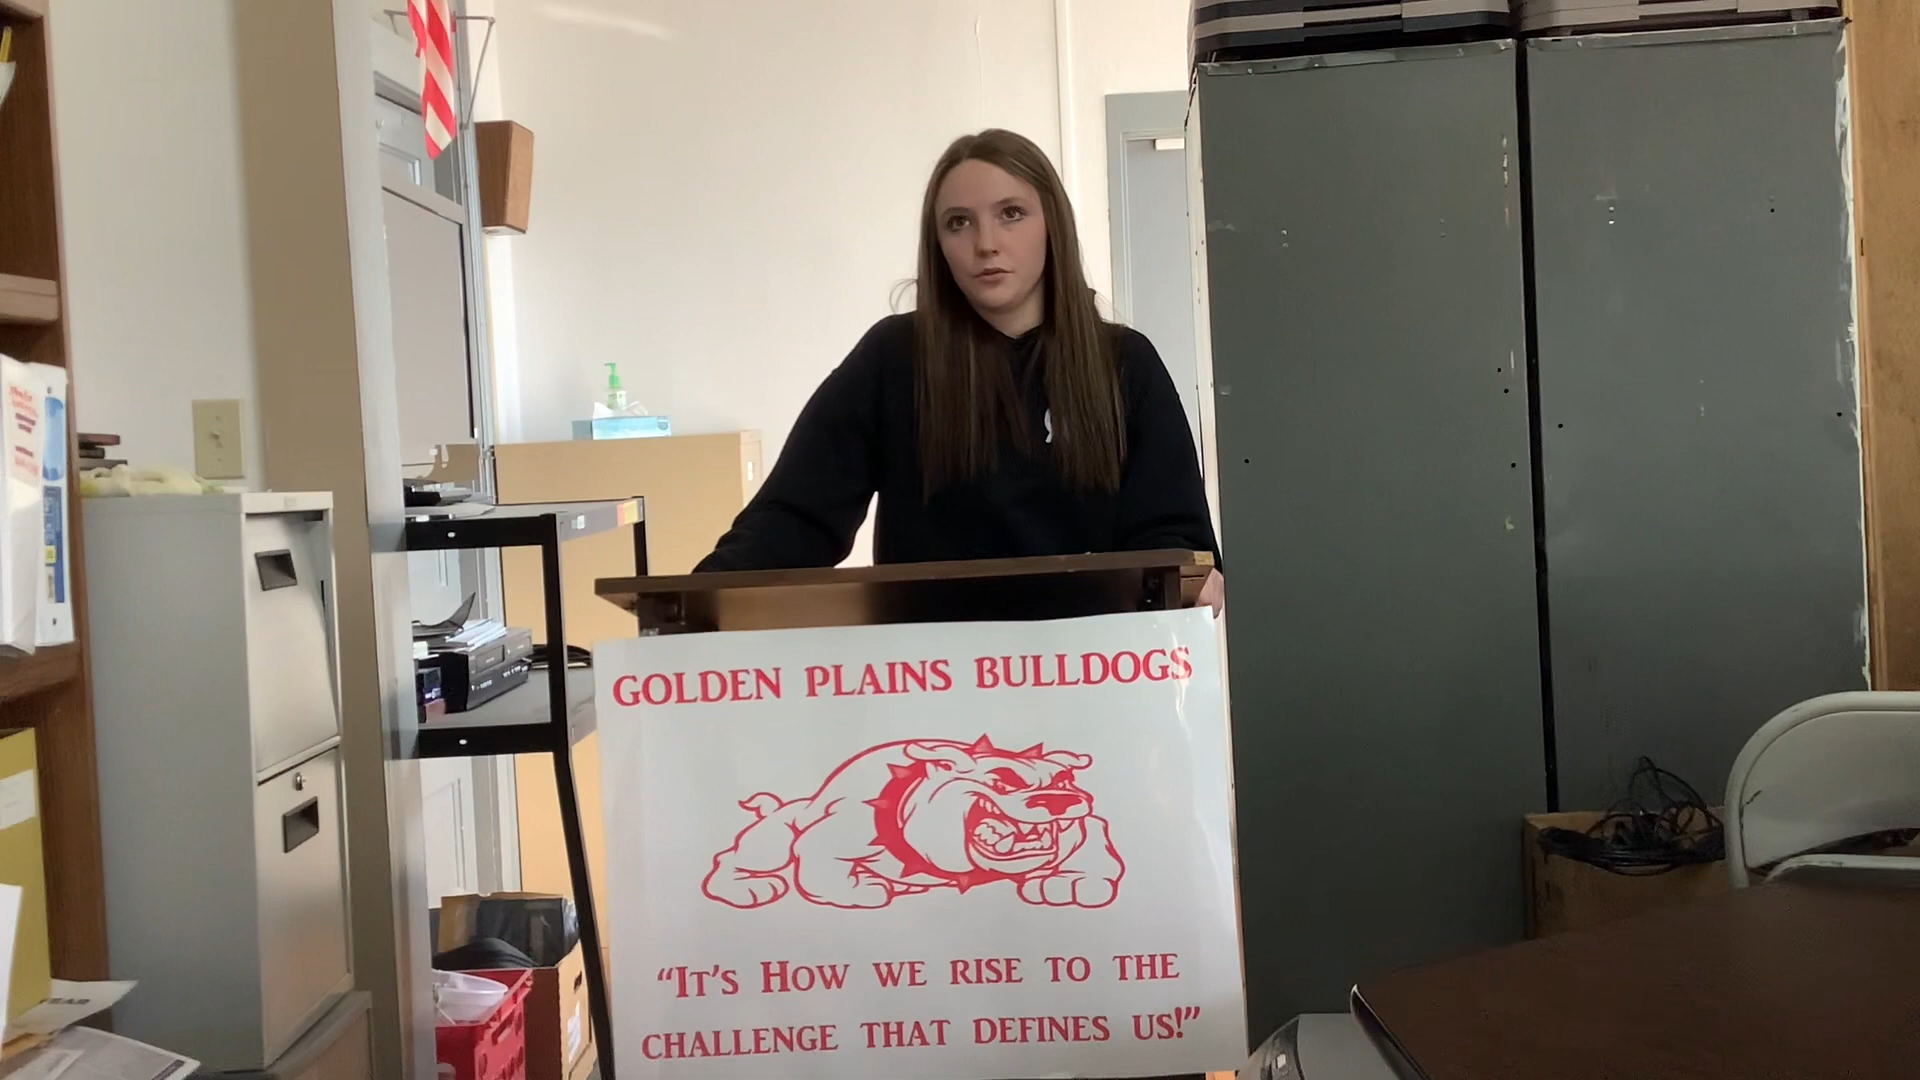 GOLDEN PLAINS BULLDOGS
“IT'S HOW WE RISE TO THE
CHALLENGE THAT DEFINES US!”